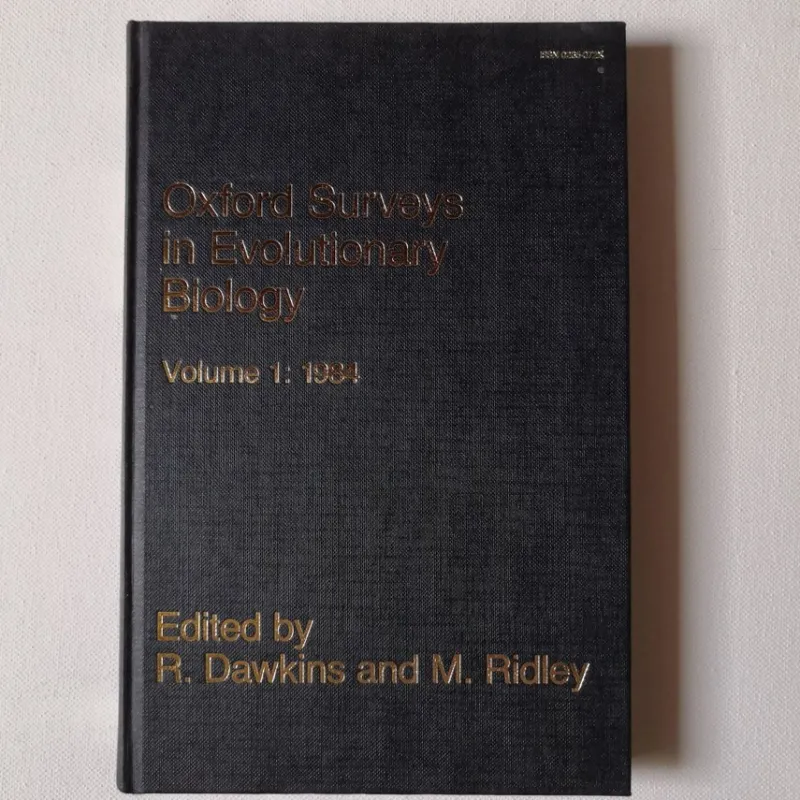 Oxford Surveys
in Evolutionary
Biology
Volume 1: 1984
Edited by
R. Dawkins and M. Ridley